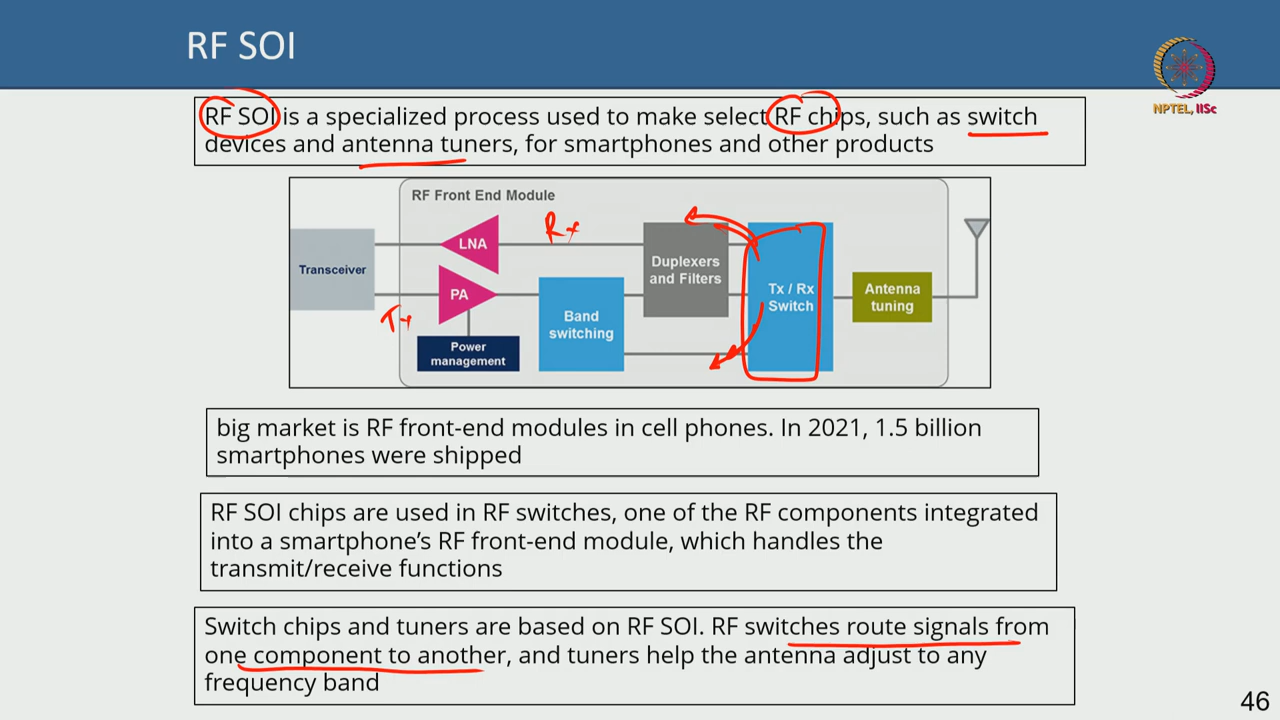 RF SOI
NPTEL, IISc
RF SOI is a specialized process used to make select RF chips, such as switch
devices and antenna tuners, for smartphones and other products
RF Front End Module
LNA
Rx
Transceiver
Duplexers
and Filters
Tx / Rx
Switch
Antenna
tuning
PA
Tx
Band
switching
Power
management
big market is RF front-end modules in cell phones. In 2021, 1.5 billion
smartphones were shipped
RF SOI chips are used in RF switches, one of the RF components integrated
into a smartphone’s RF front-end module, which handles the
transmit/receive functions
Switch chips and tuners are based on RF SOI. RF switches route signals from
one component to another, and tuners help the antenna adjust to any
frequency band
46